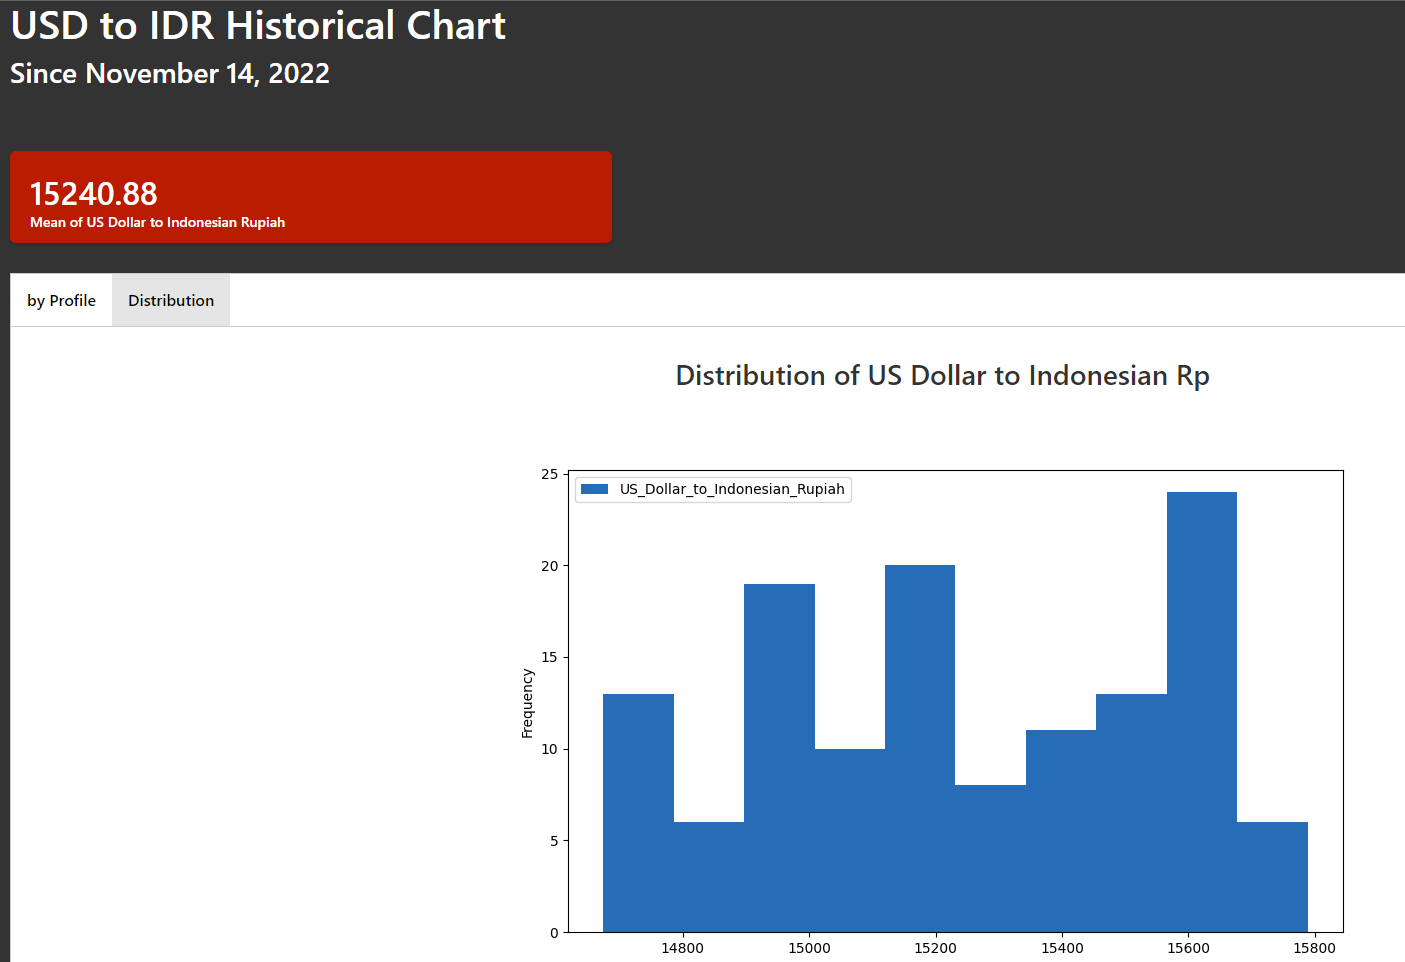 USD to IDR Historical Chart
Since November 14, 2022
15240.88
Mean of US Dollar to Indonesian Rupiah
by Profile
Distribution
Distribution of US Dollar to Indonesian Rp
US_Dollar_to_Indonesian_Rupiah
Frequency
25
20
15
10
5
0
14800
15000
15200
15400
15600
15800